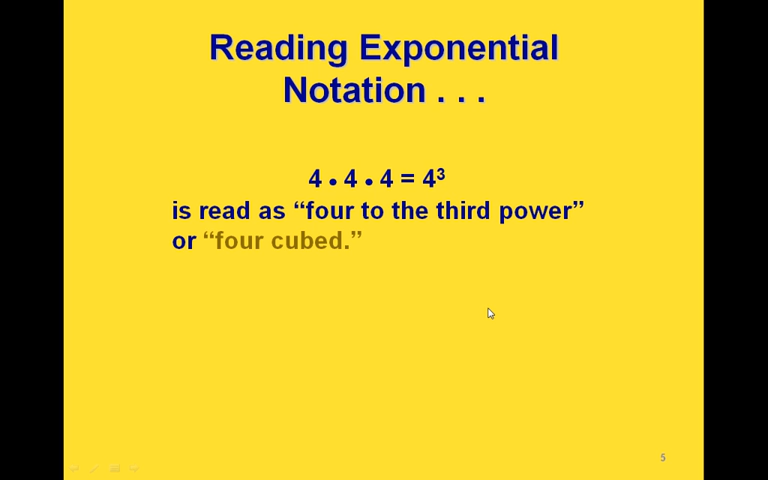 Reading Exponential
Notation . . .
4 • 4 • 4 = 4³
is read as “four to the third power”
or “four cubed.”
5